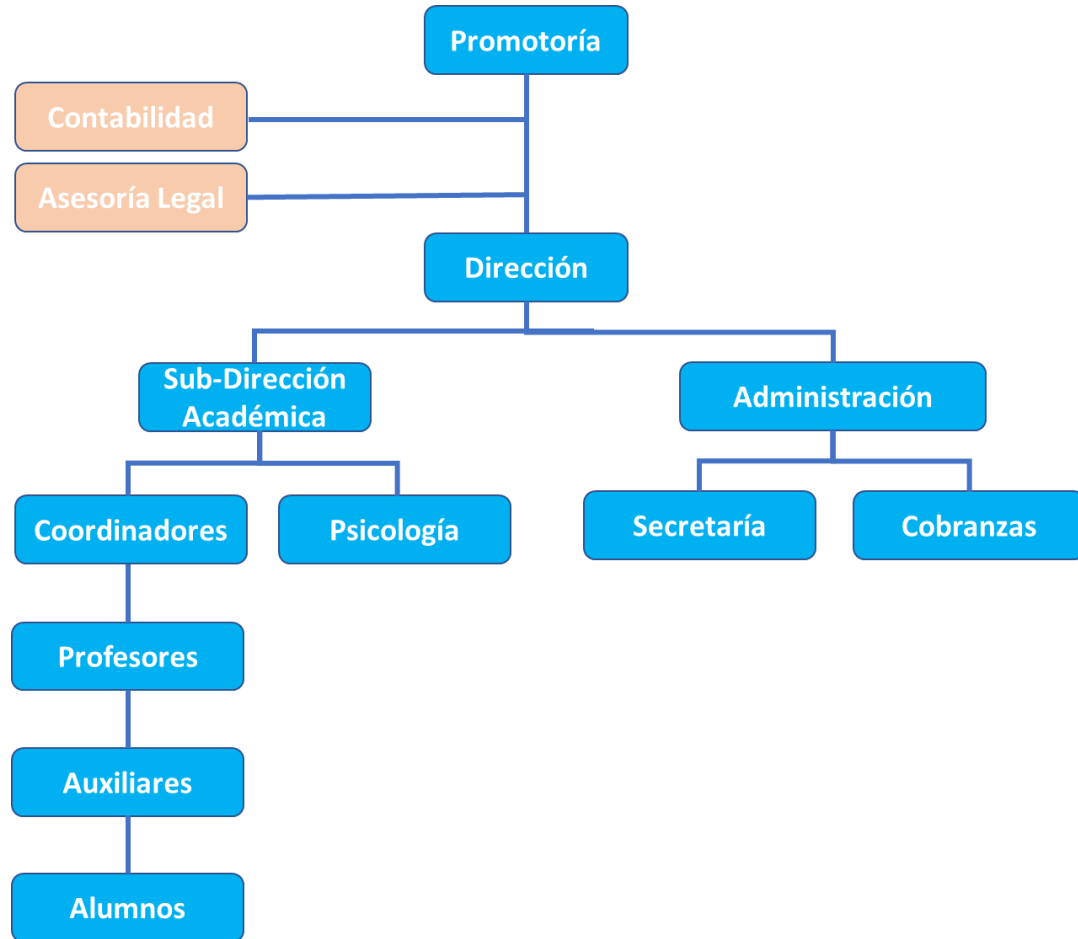 Promotoría
Contabilidad
Asesoría Legal
Dirección
Sub-Dirección
Académica
Administración
Coordinadores
Psicología
Secretaría
Cobranzas
Profesores
Auxiliares
Alumnos